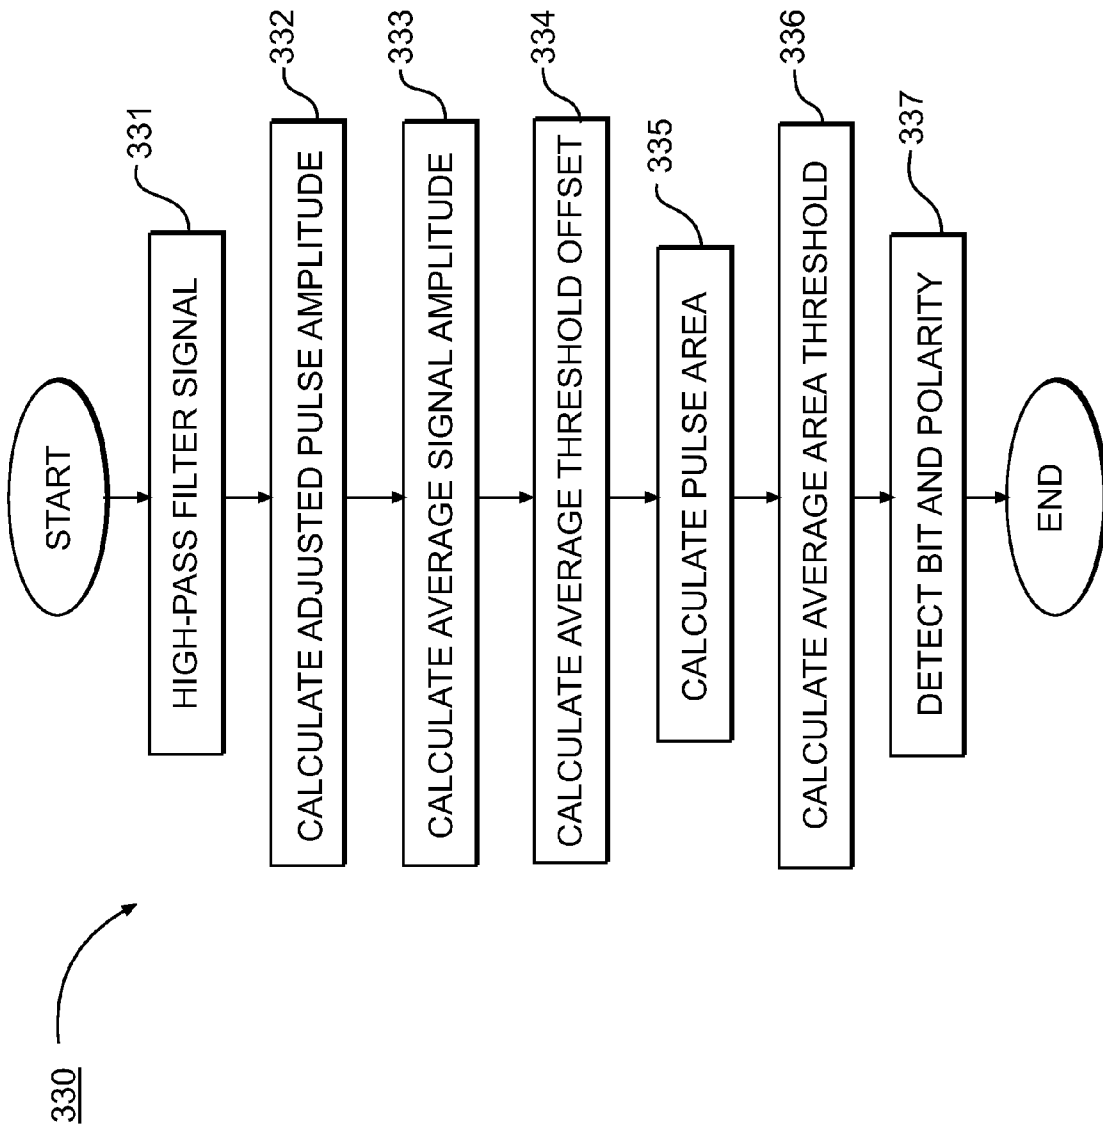 330
START
HIGH-PASS FILTER SIGNAL
331
CALCULATE ADJUSTED PULSE AMPLITUDE
332
CALCULATE AVERAGE SIGNAL AMPLITUDE
333
CALCULATE AVERAGE THRESHOLD OFFSET
334
CALCULATE PULSE AREA
335
CALCULATE AVERAGE AREA THRESHOLD
336
DETECT BIT AND POLARITY
337
END